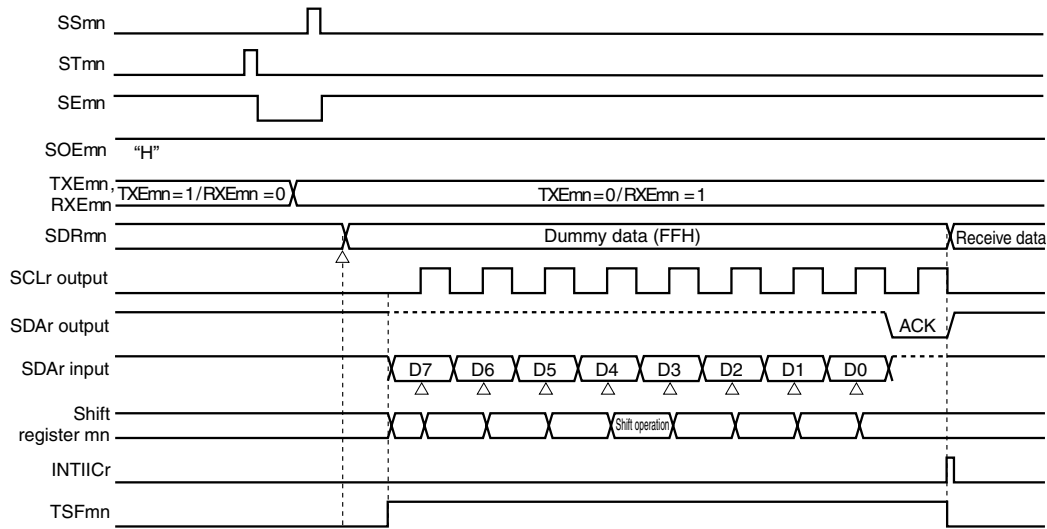 SSmn
STmn
SEmn
SOEmn “H”
TXEmn,
RXEmn
TXEmn = 1 / RXEmn = 0
TXEmn = 0 / RXEmn = 1
SDRmn
Dummy data (FFH)
Receive data
SCLr output
SDAr output
ACK
SDAr input
D7 D6 D5 D4 D3 D2 D1 D0
Shift
register mn
Shift operation
INTIICr
TSFmn